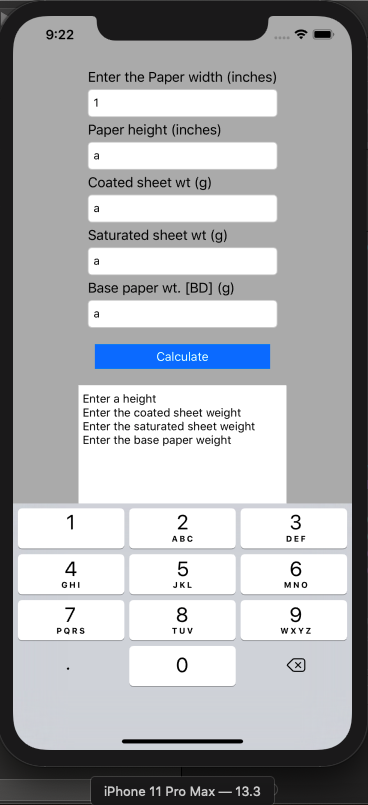 9:22
Enter the Paper width (inches)
1
Paper height (inches)
a
Coated sheet wt (g)
a
Saturated sheet wt (g)
a
Base paper wt. [BD] (g)
a
Calculate
Enter a height
Enter the coated sheet weight
Enter the saturated sheet weight
Enter the base paper weight
1 2 3
ABC DEF
4 5 6
GHI JKL MNO
7 8 9
PQRS TUV WXYZ
. 0
iPhone 11 Pro Max — 13.3